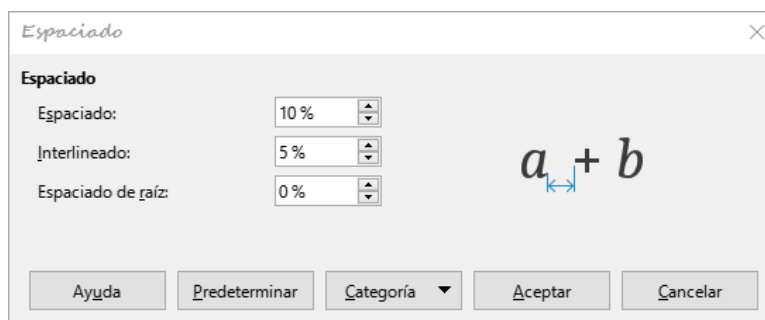 Espaciado
Espaciado
Espaciado: 10 %
Interlineado: 5 %
Espaciado de raíz: 0 %
a + b
Ayuda Predeterminar Categoría Aceptar Cancelar